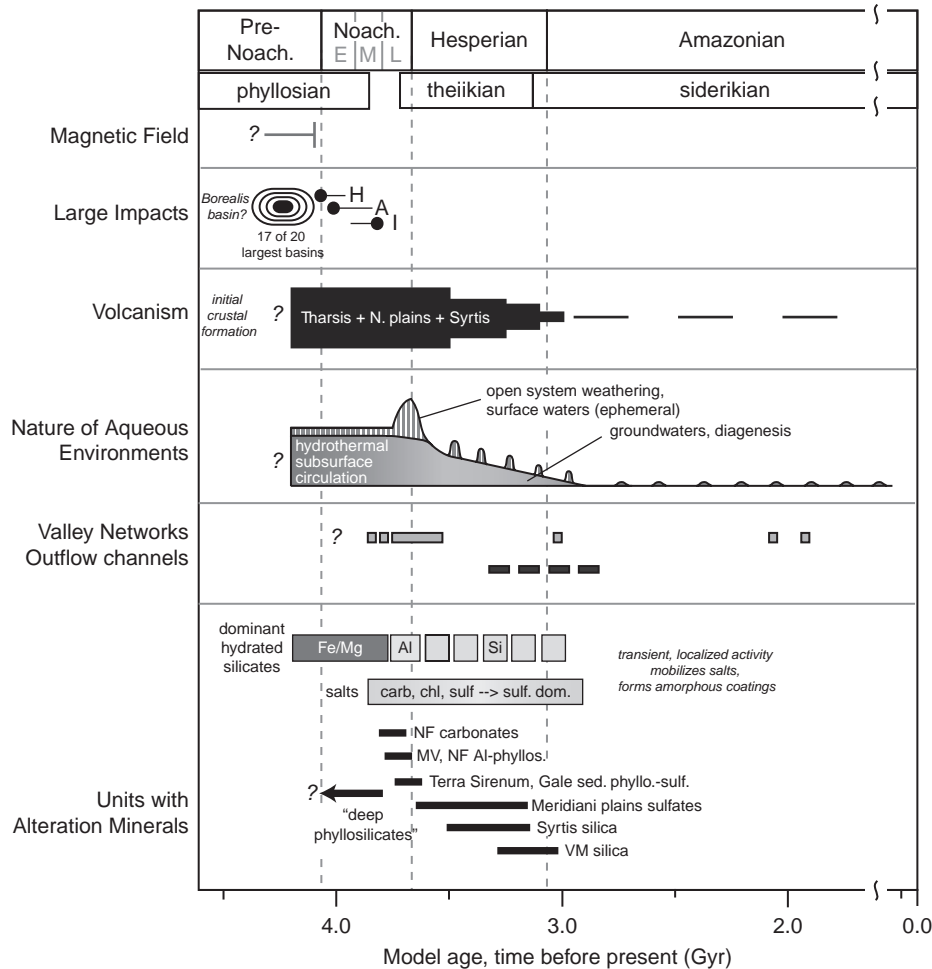 Pre-
Noach.
Noach.
E M L
Hesperian
Amazonian
phyllosian
theiikian
siderikian
Magnetic Field
?
Large Impacts
Borealis
basin?
H
A
I
17 of 20
largest basins
Volcanism
initial
crustal
formation
?
Tharsis + N. plains + Syrtis
Nature of Aqueous
Environments
open system weathering,
surface waters (ephemeral)
groundwaters, diagenesis
?
hydrothermal
subsurface
circulation
Valley Networks
Outflow channels
?
dominant
hydrated
silicates
Fe/Mg
Al
Si
transient, localized activity
mobilizes salts,
forms amorphous coatings
salts
carb, chl, sulf --> sulf. dom.
Units with
Alteration Minerals
NF carbonates
MV, NF Al-phyllos.
Terra Sirenum, Gale sed. phyllo.-sulf.
?
"deep
phyllosilicates"
Meridiani plains sulfates
Syrtis silica
VM silica
4.0
3.0
2.0
0.0
Model age, time before present (Gyr)